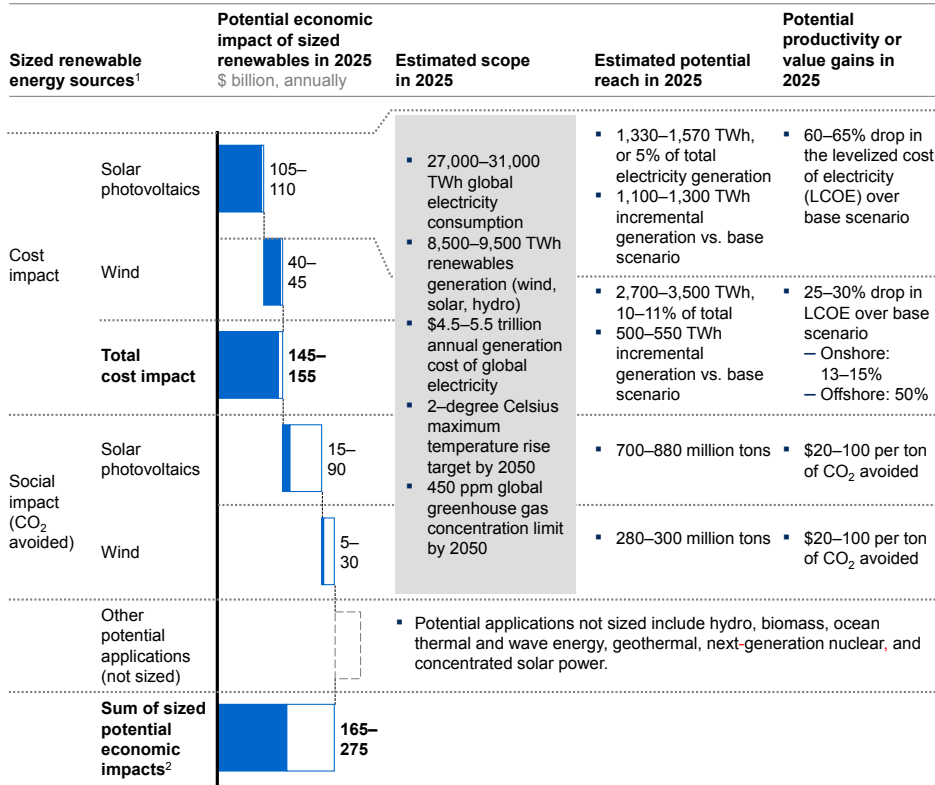 Sized renewable
energy sources1
Potential economic
impact of sized
renewables in 2025
$ billion, annually
Estimated scope
in 2025
Estimated potential
reach in 2025
Potential
productivity or
value gains in
2025
Cost
impact
Solar
photovoltaics
105–
110
Wind
40–
45
Total
cost impact
145–
155
Social
impact
(CO2
avoided)
Solar
photovoltaics
15–
90
Wind
5–
30
▪ 27,000–31,000
TWh global
electricity
consumption
▪ 8,500–9,500 TWh
renewables
generation (wind,
solar, hydro)
▪ $4.5–5.5 trillion
annual generation
cost of global
electricity
▪ 2–degree Celsius
maximum
temperature rise
target by 2050
▪ 450 ppm global
greenhouse gas
concentration limit
by 2050
▪ 1,330–1,570 TWh,
or 5% of total
electricity generation
▪ 1,100–1,300 TWh
incremental
generation vs. base
scenario
▪ 60–65% drop in
the levelized cost
of electricity
(LCOE) over
base scenario
▪ 2,700–3,500 TWh,
10–11% of total
▪ 500–550 TWh
incremental
generation vs. base
scenario
▪ 25–30% drop in
LCOE over base
scenario
– Onshore:
13–15%
– Offshore: 50%
▪ 700–880 million tons
▪ $20–100 per ton
of CO2 avoided
▪ 280–300 million tons
▪ $20–100 per ton
of CO2 avoided
Other
potential
applications
(not sized)
▪ Potential applications not sized include hydro, biomass, ocean
thermal and wave energy, geothermal, next-generation nuclear, and
concentrated solar power.
Sum of sized
potential
economic
impacts2
165–
275